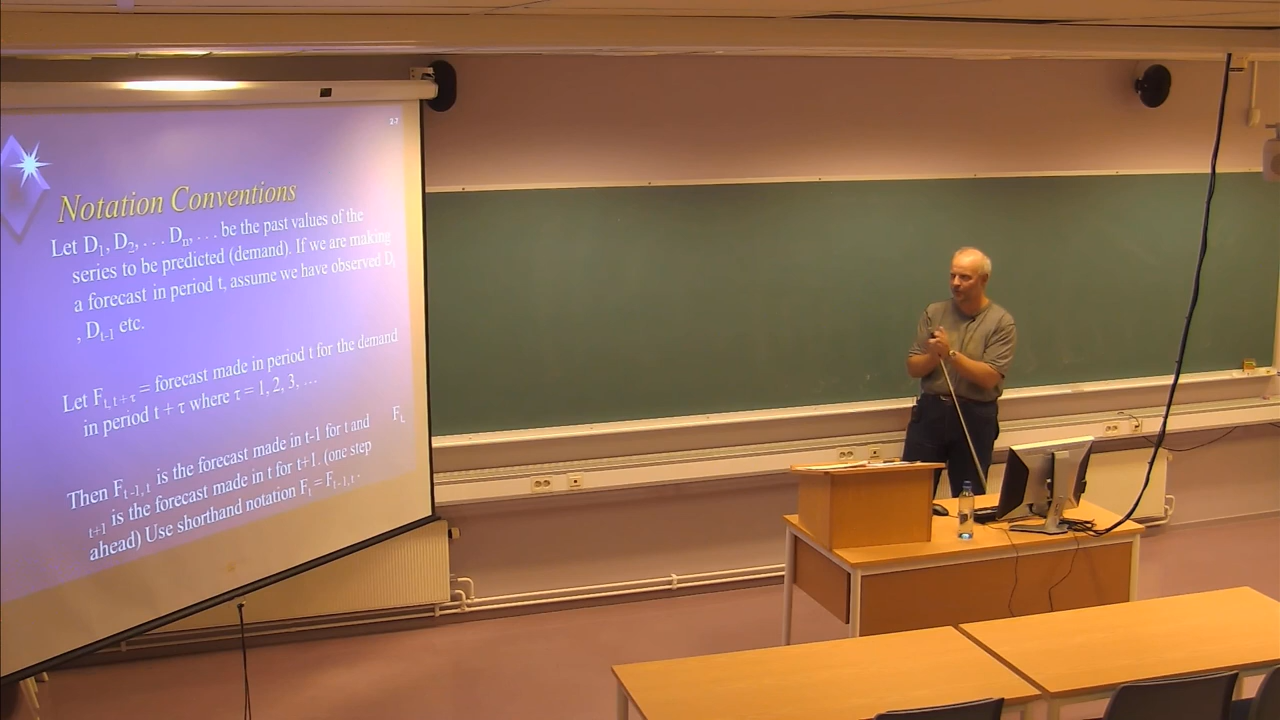 2-7
Notation Conventions
Let D₁, D₂, . . . Dₙ, . . . be the past values of the
series to be predicted (demand). If we are making
a forecast in period t, assume we have observed Dₜ
, Dₜ₋₁ etc.
Let Fₜ, ₜ ₊ τ = forecast made in period t for the demand
in period t + τ where τ = 1, 2, 3, …
Then Fₜ₋₁, ₜ is the forecast made in t-1 for t and Fₜ,
ₜ₊₁ is the forecast made in t for t+1. (one step
ahead) Use shorthand notation Fₜ = Fₜ₋₁, ₜ .